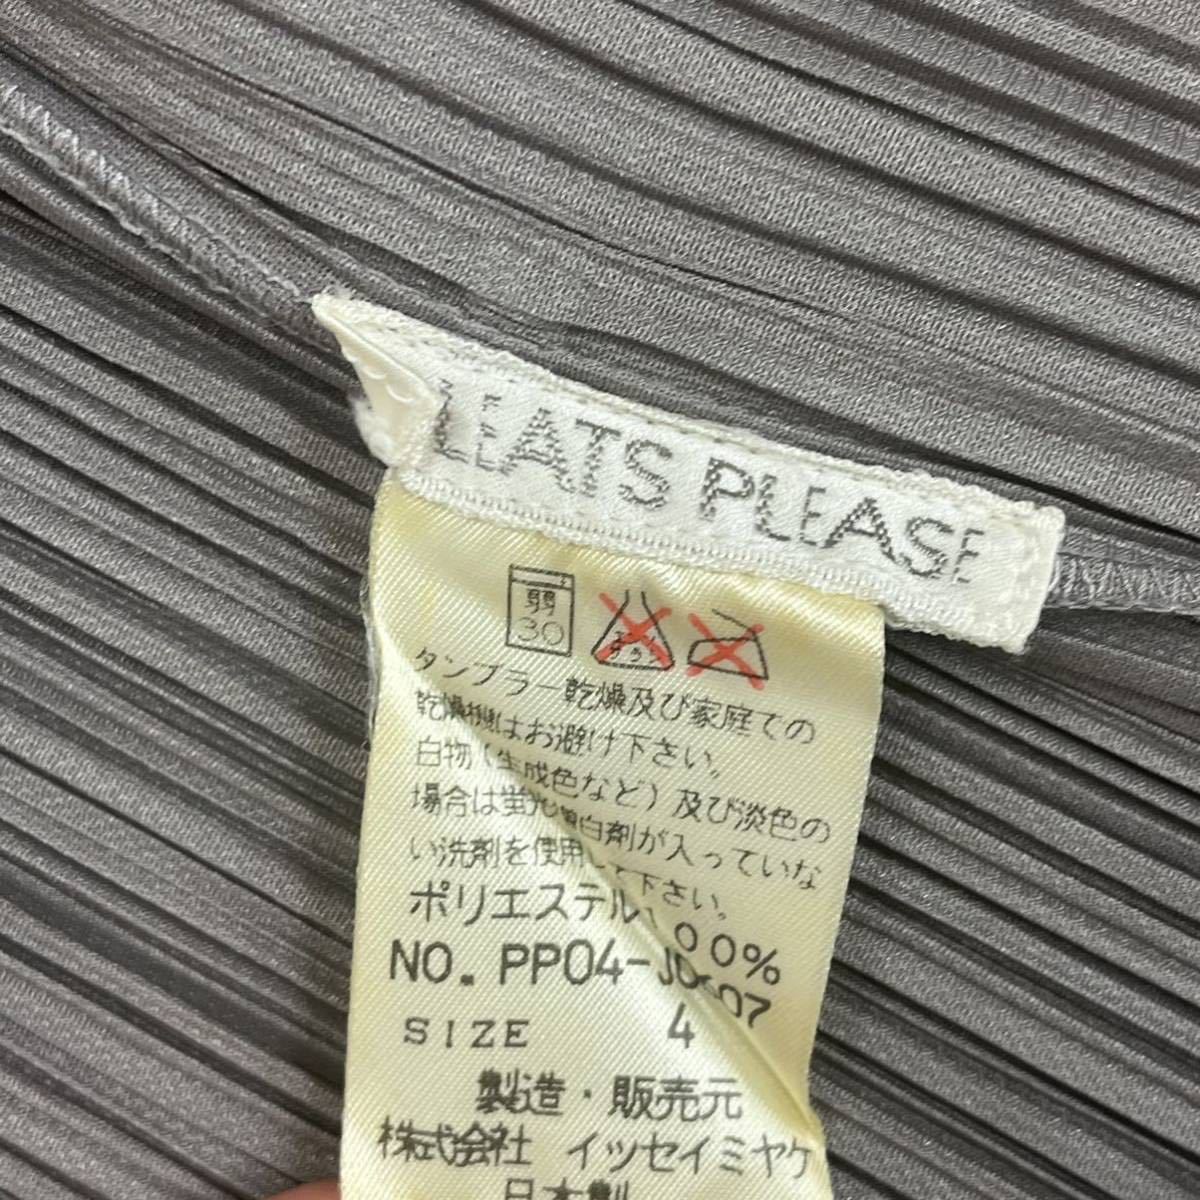 LEATS PLEASE
弱
30
タンブラー乾燥及び家庭での
乾燥機はお避け下さい。
白物(生成色など)及び淡色の
場合は蛍光増白剤が入っていな
い洗剤を使用して下さい。
ポリエステル100%
NO. PP04-
SIZE 4
製造・販売元
株式会社 イッセイミヤケ
日本製